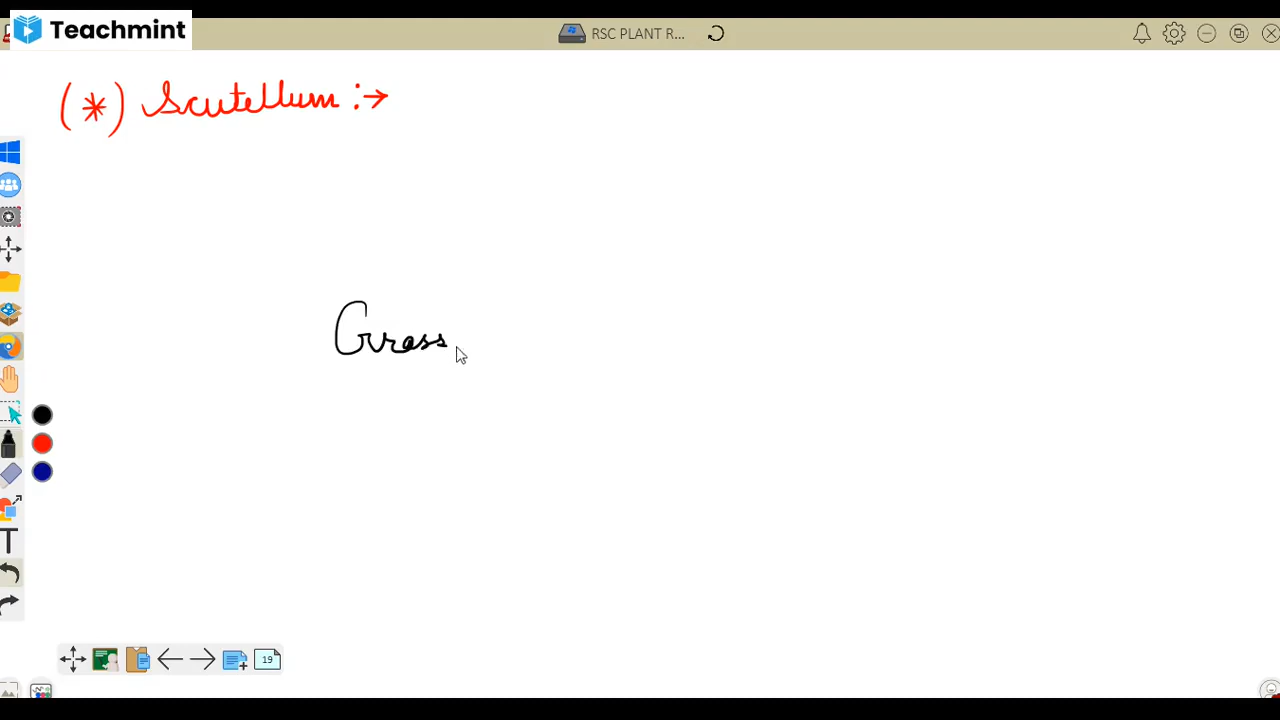 Teachmint
RSC PLANT R...
(*) Scutellum :→
Grass
T
19